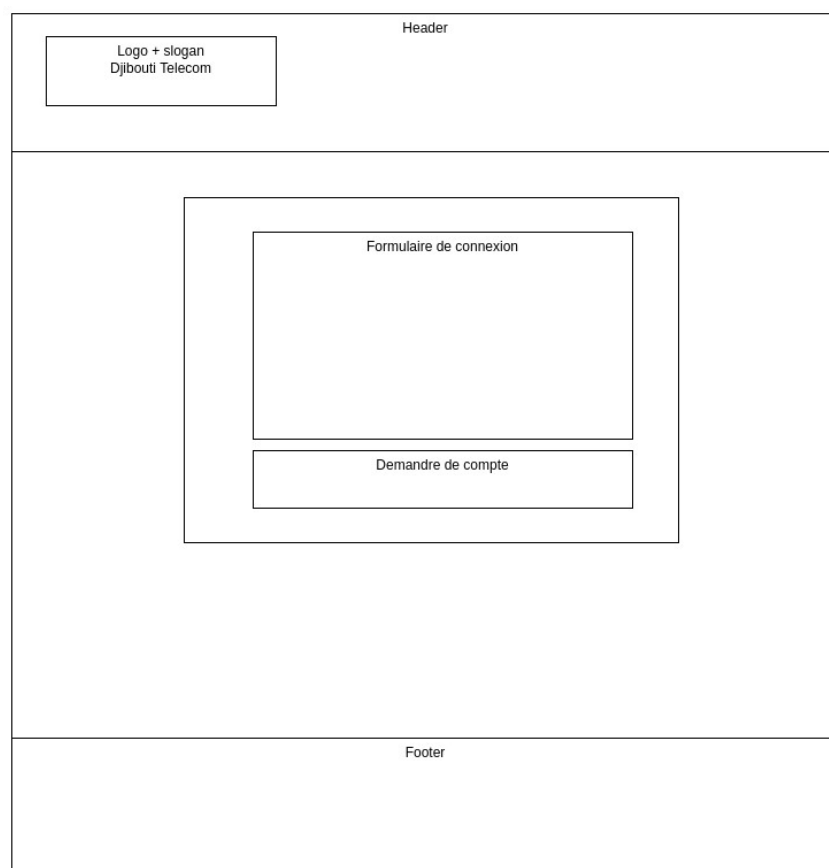 Header
Logo + slogan
Djibouti Telecom
Formulaire de connexion
Demandre de compte
Footer